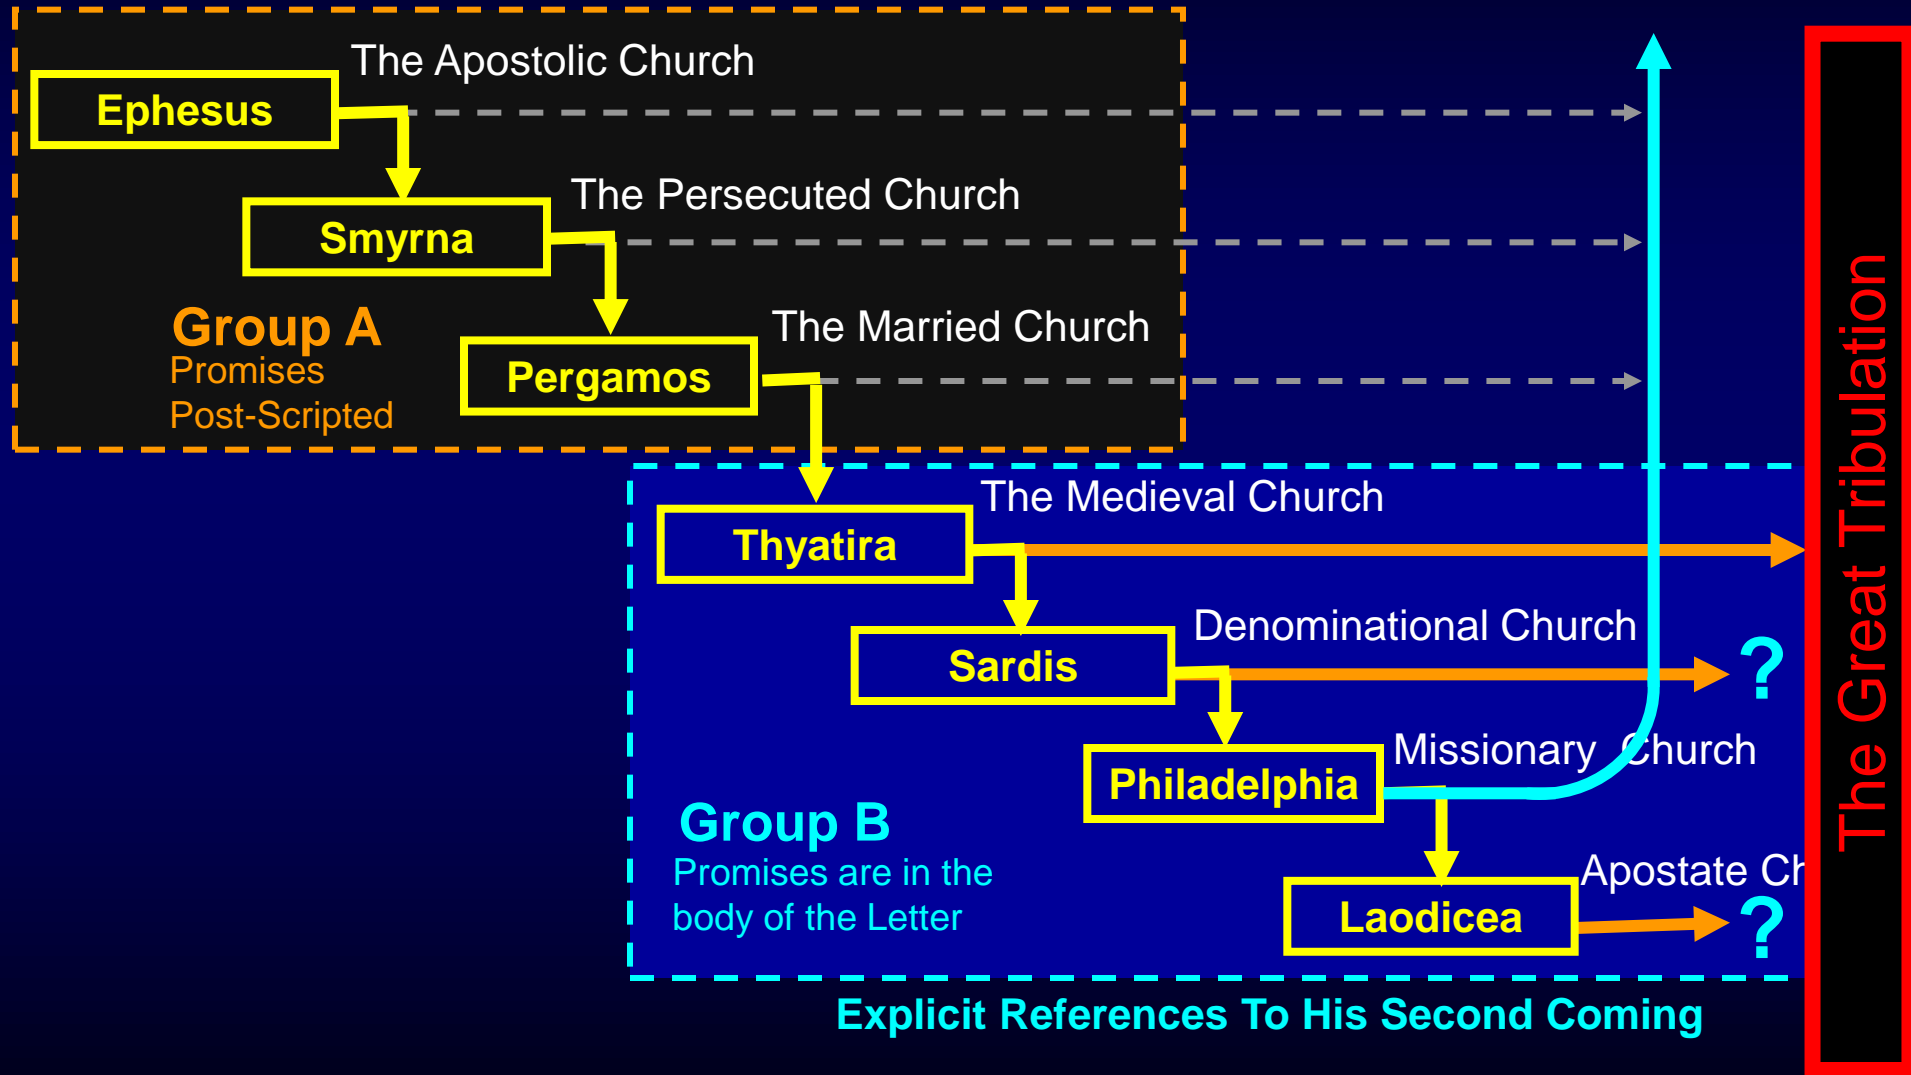 The Apostolic Church
Ephesus
The Persecuted Church
Smyrna
Group A
Promises
Post-Scripted
The Married Church
Pergamos
The Medieval Church
Thyatira
Denominational Church
Sardis
?
Missionary Church
Philadelphia
Group B
Promises are in the
body of the Letter
Apostate Ch
Laodicea
?
Explicit References To His Second Coming
The Great Tribulation